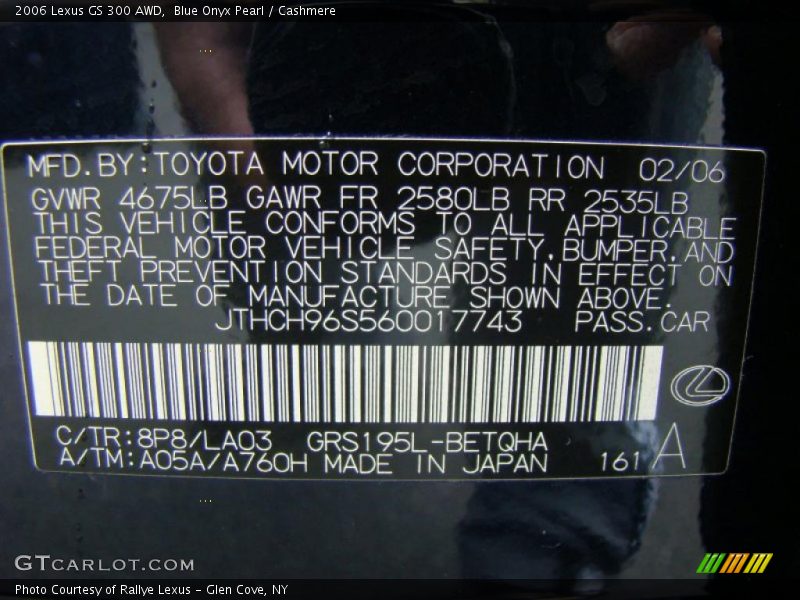 2006 Lexus GS 300 AWD, Blue Onyx Pearl / Cashmere
MFD.BY:TOYOTA MOTOR CORPORATION 02/06
GVWR 4675LB GAWR FR 2580LB RR 2535LB
THIS VEHICLE CONFORMS TO ALL APPLICABLE
FEDERAL MOTOR VEHICLE SAFETY,BUMPER,AND
THEFT PREVENTION STANDARDS IN EFFECT ON
THE DATE OF MANUFACTURE SHOWN ABOVE.
JTHCH96S560017743 PASS.CAR
C/TR:8P8/LA03 GRS195L-BETQHA
A/TM:A05A/A760H MADE IN JAPAN 161 A
GTCARLOT.COM
Photo Courtesy of Rallye Lexus - Glen Cove, NY